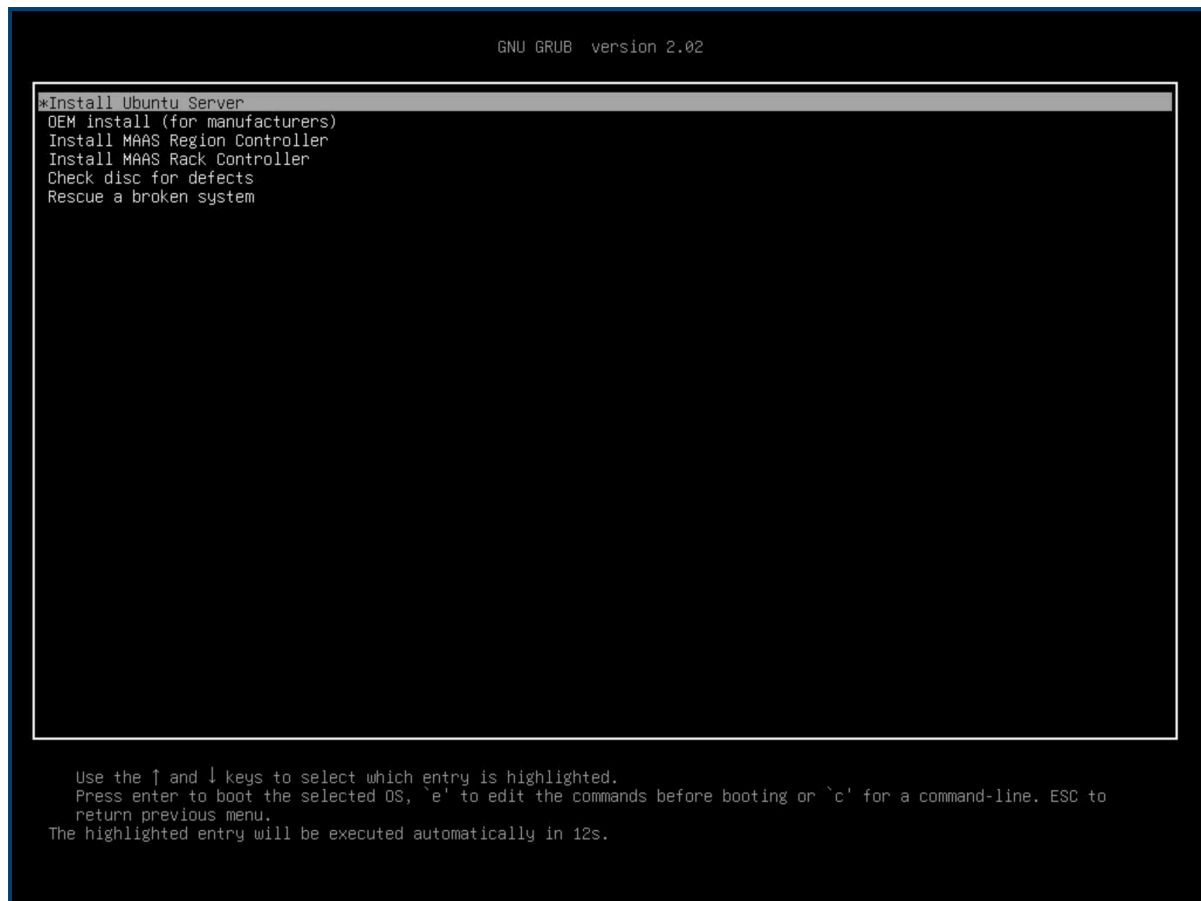 GNU GRUB  version 2.02
*Install Ubuntu Server
OEM install (for manufacturers)
Install MAAS Region Controller
Install MAAS Rack Controller
Check disc for defects
Rescue a broken system
Use the ↑ and ↓ keys to select which entry is highlighted.
Press enter to boot the selected OS, `e' to edit the commands before booting or `c' for a command-line. ESC to
return previous menu.
The highlighted entry will be executed automatically in 12s.